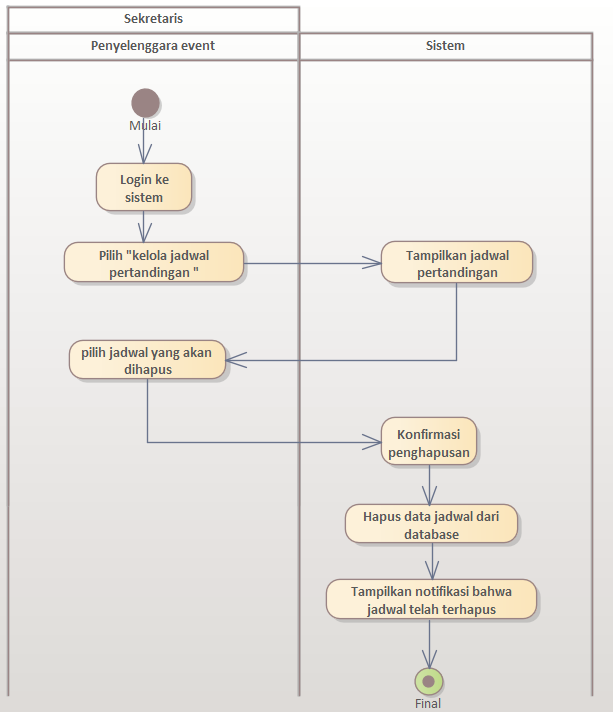 Sekretaris
Penyelenggara event
Sistem
Mulai
Login ke
sistem
Pilih "kelola jadwal
pertandingan "
Tampilkan jadwal
pertandingan
pilih jadwal yang akan
dihapus
Konfirmasi
penghapusan
Hapus data jadwal dari
database
Tampilkan notifikasi bahwa
jadwal telah terhapus
Final